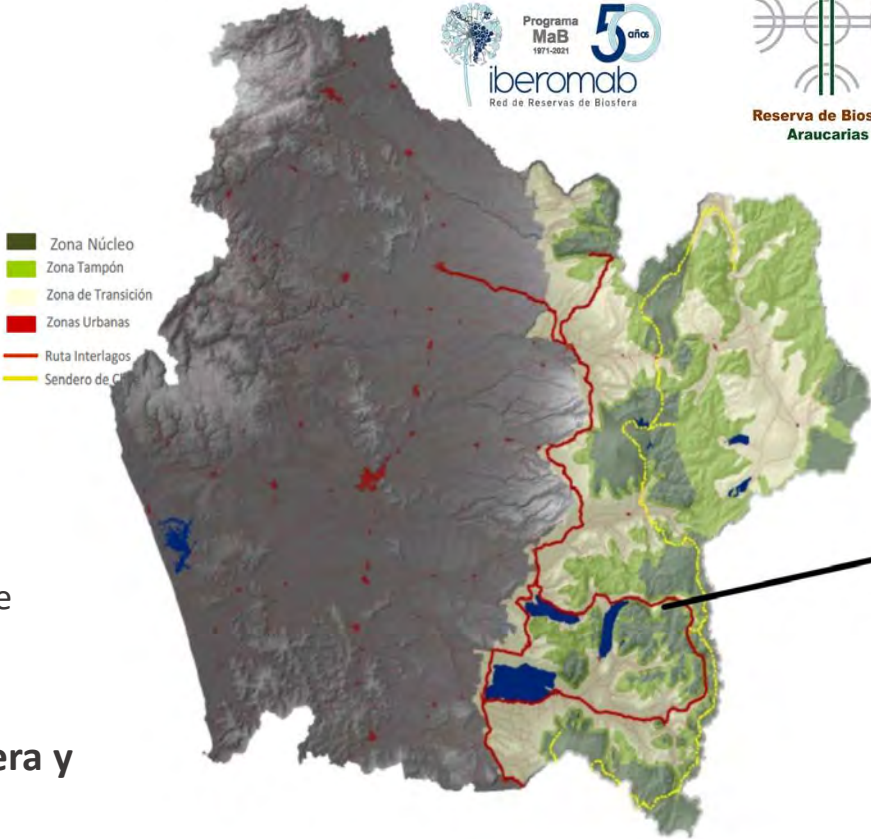 Programa
MaB
1971-2021
50 años
iberomab
Red de Reservas de Biosfera
Reserva de Bios
Araucarias
Zona Núcleo
Zona Tampón
Zona de Transición
Zonas Urbanas
Ruta Interlagos
Sendero de C
e
era y